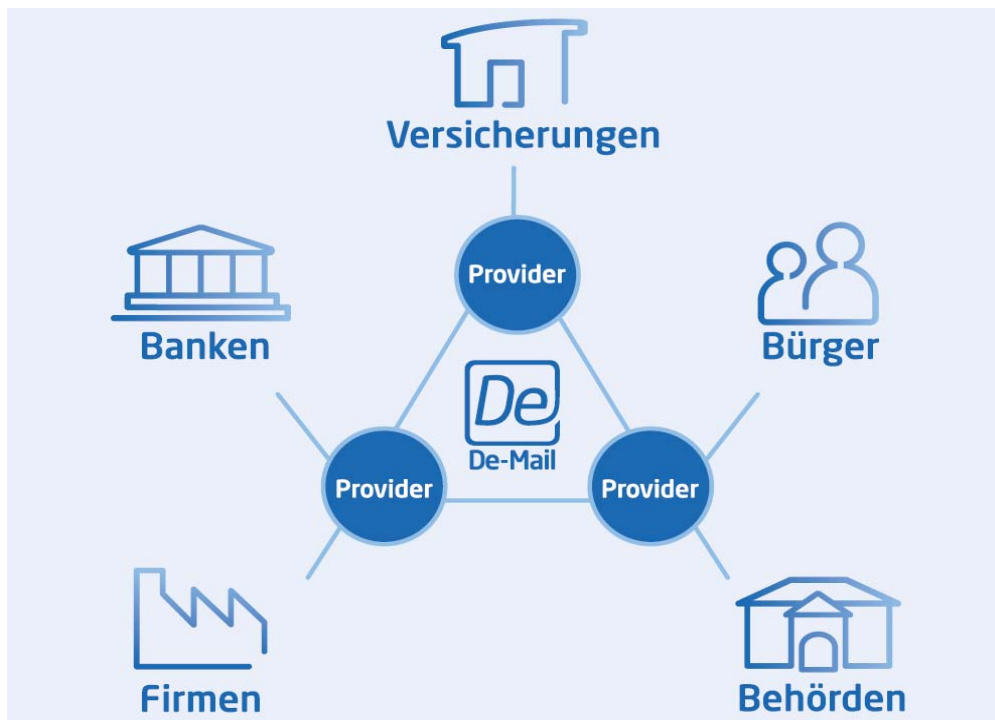 Versicherungen
Provider
Banken
Bürger
De
De-Mail
Provider
Provider
Firmen
Behörden